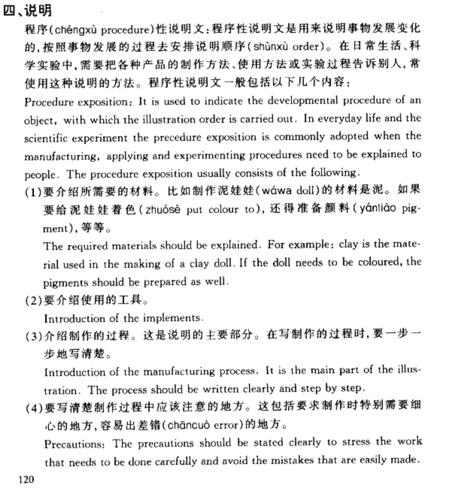 四、说明
程序(chéngxù procedure)性说明文:程序性说明文是用来说明事物发展变化
的,按照事物发展的过程去安排说明顺序(shùnxù order)。在日常生活、科
学实验中,需要把各种产品的制作方法、使用方法或实验过程告诉别人,常
使用这种说明的方法。程序性说明文一般包括以下几个内容:
Procedure exposition: It is used to indicate the developmental procedure of an
object, with which the illustration order is carried out. In everyday life and the
scientific experiment the precedure exposition is commonly adopted when the
manufacturing, applying and experimenting procedures need to be explained to
people. The procedure exposition usually consists of the following.
(1)要介绍所需要的材料。比如制作泥娃娃(wáwa doll)的材料是泥。如果
要给泥娃娃着色(zhuósè put colour to),还得准备颜料(yánliào pig-
ment),等等。
The required materials should be explained. For example: clay is the mate-
rial used in the making of a clay doll. If the doll needs to be coloured, the
pigments should be prepared as well.
(2)要介绍使用的工具。
Introduction of the implements.
(3)介绍制作的过程。这是说明的主要部分。在写制作的过程时,要一步一
步地写清楚。
Introduction of the manufacturing process. It is the main part of the illus-
tration. The process should be written clearly and step by step.
(4)要写清楚制作过程中应该注意的地方。这包括要求制作时特别需要细
心的地方,容易出差错(chācuò error)的地方。
Precautions: The precautions should be stated clearly to stress the work
that needs to be done carefully and avoid the mistakes that are easily made.
120